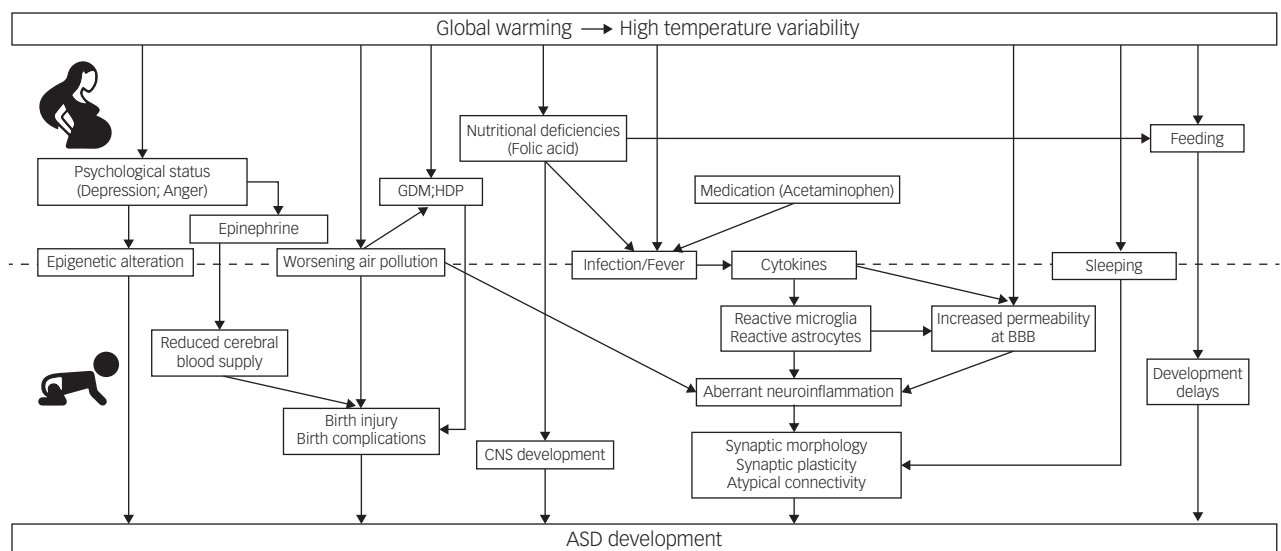 Global warming → High temperature variability
Nutritional deficiencies
(Folic acid)
Feeding
Psychological status
(Depression; Anger)
GDM;HDP
Medication (Acetaminophen)
Epinephrine
Epigenetic alteration
Worsening air pollution
Infection/Fever
Cytokines
Sleeping
Reduced cerebral
blood supply
Reactive microglia
Reactive astrocytes
Increased permeability
at BBB
Aberrant neuroinflammation
Development
delays
Birth injury
Birth complications
CNS development
Synaptic morphology
Synaptic plasticity
Atypical connectivity
ASD development